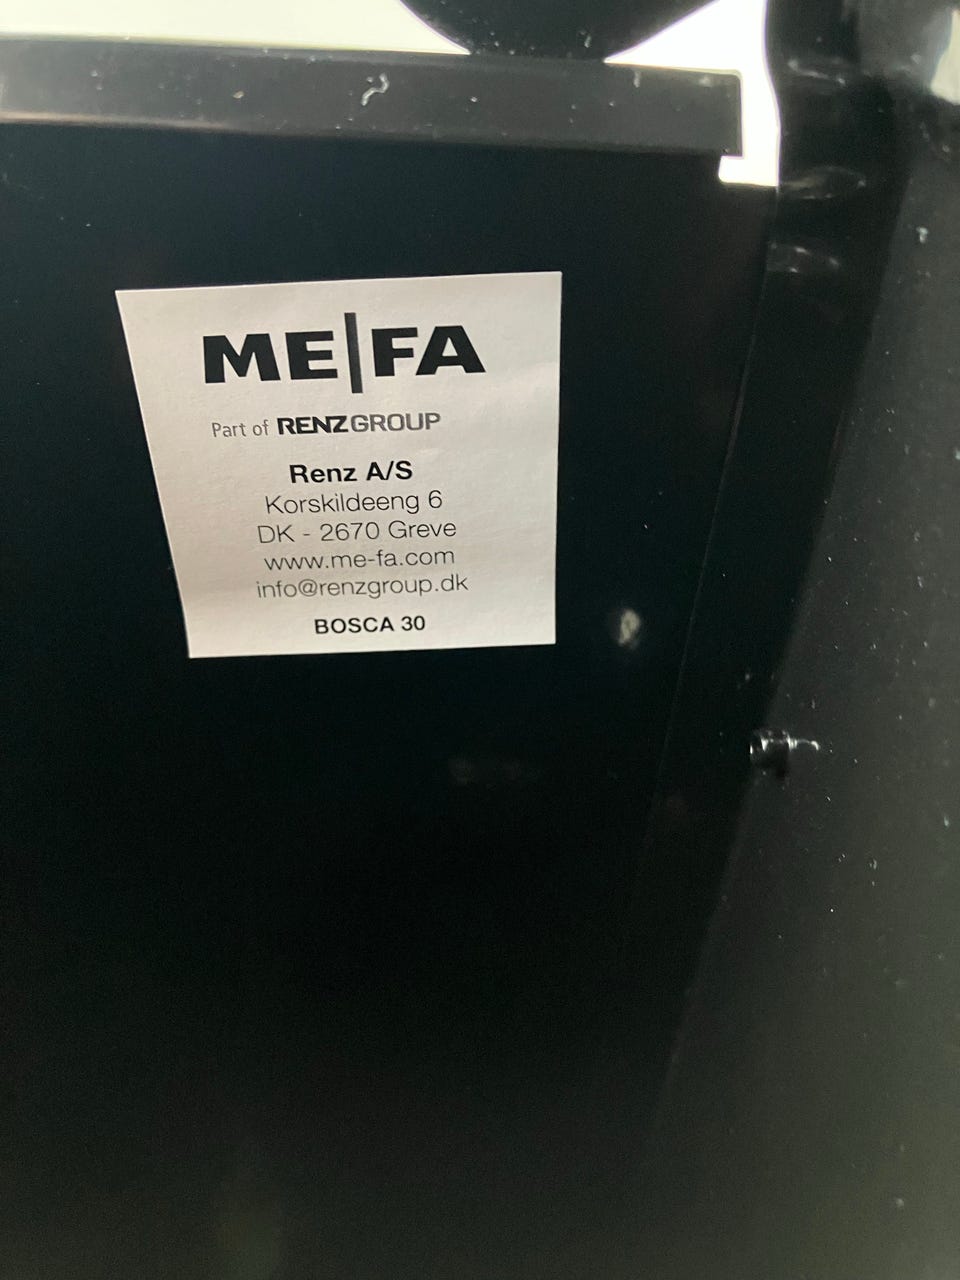 ME|FA
Part of RENZGROUP
Renz A/S
Korskildeeng 6
DK - 2670 Greve
www.me-fa.com
info@renzgroup.dk
BOSCA 30